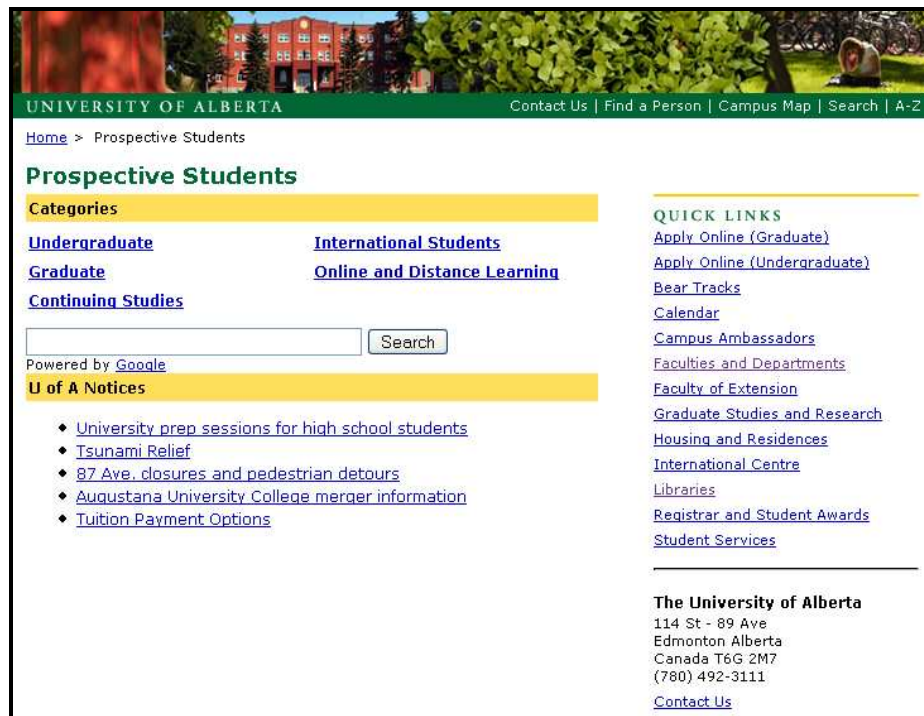 UNIVERSITY OF ALBERTA
Contact Us | Find a Person | Campus Map | Search | A-Z
Home > Prospective Students
Prospective Students
Categories
Undergraduate International Students
Graduate Online and Distance Learning
Continuing Studies
Search
Powered by Google
U of A Notices
University prep sessions for high school students
Tsunami Relief
87 Ave. closures and pedestrian detours
Augustana University College merger information
Tuition Payment Options
QUICK LINKS
Apply Online (Graduate)
Apply Online (Undergraduate)
Bear Tracks
Calendar
Campus Ambassadors
Faculties and Departments
Faculty of Extension
Graduate Studies and Research
Housing and Residences
International Centre
Libraries
Registrar and Student Awards
Student Services
The University of Alberta
114 St - 89 Ave
Edmonton Alberta
Canada T6G 2M7
(780) 492-3111
Contact Us